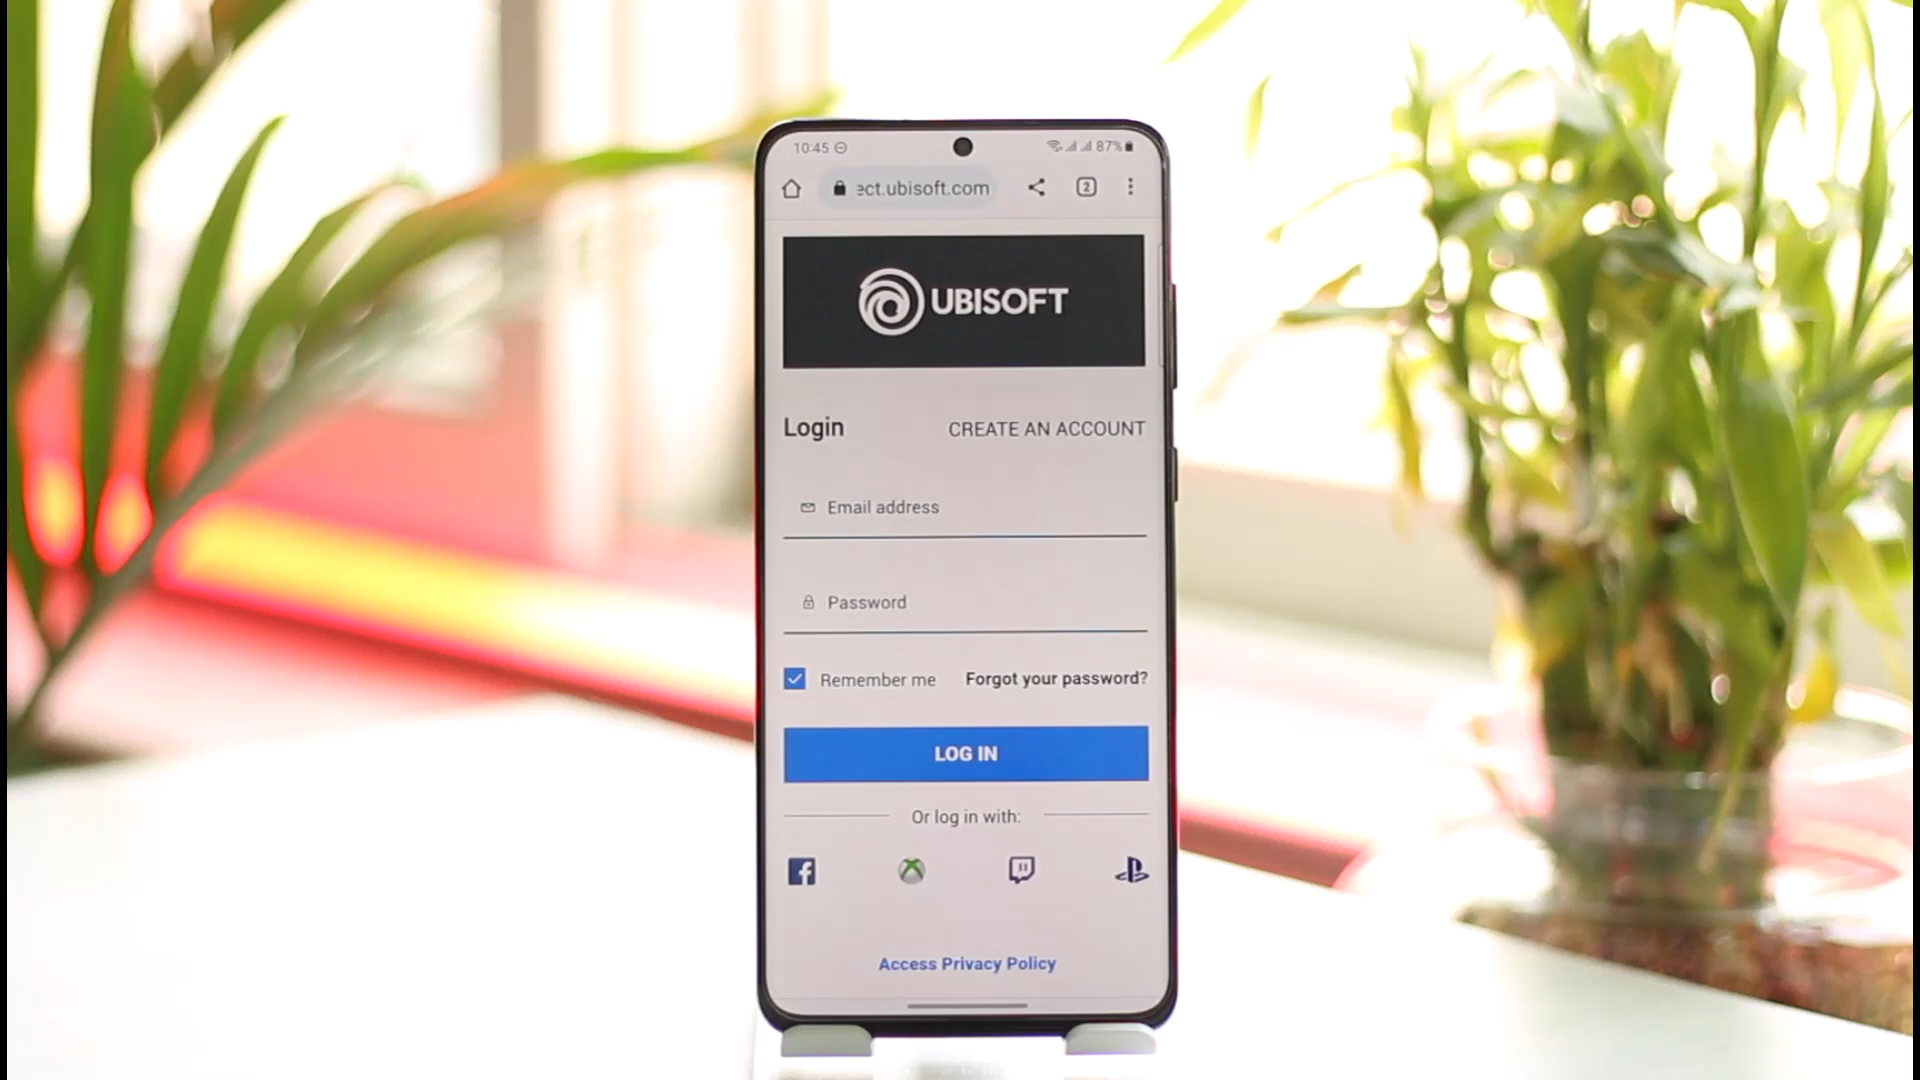 10:45
87%
ect.ubisoft.com
2
UBISOFT
Login
CREATE AN ACCOUNT
Email address
Password
Remember me
Forgot your password?
LOG IN
Or log in with:
Access Privacy Policy